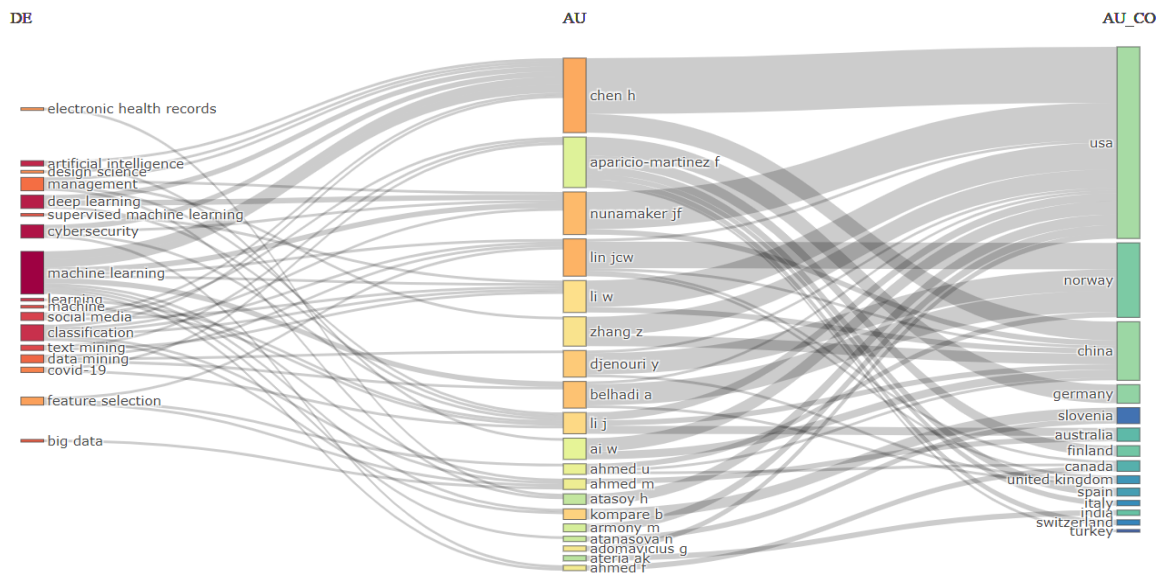 DE
AU
AU_CO
electronic health records
artificial intelligence
design science
management
deep learning
supervised machine learning
cybersecurity
machine learning
learning
machine
social media
classification
text mining
data mining
covid-19
feature selection
big data
chen h
aparicio-martinez f
nunamaker jf
lin jcw
li w
zhang z
djenouri y
belhadi a
li j
ai w
ahmed u
ahmed m
atasoy h
kompare b
armony m
atanasova n
adomavicius g
ateria ak
ahmed f
usa
norway
china
germany
slovenia
australia
finland
canada
united kingdom
spain
italy
india
switzerland
turkey